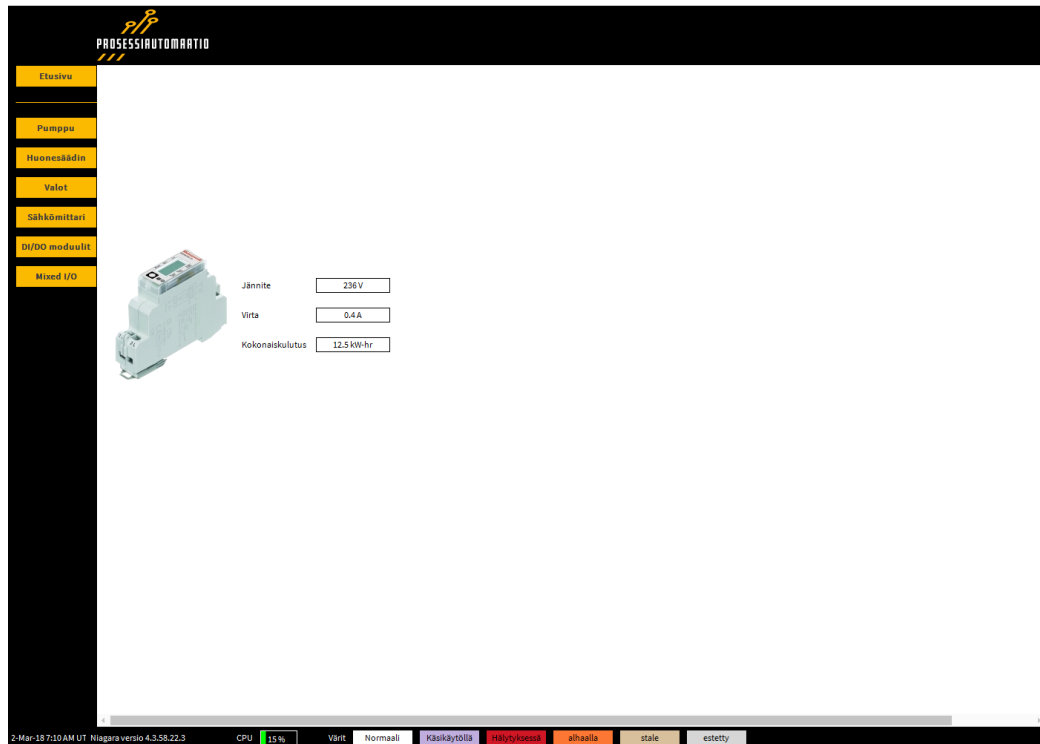 PROSESSIAUTOMAATIO
Etusivu
Pumppu
Huonesäädin
Valot
Sähkömittari
DI/DO moduulit
Mixed I/O
Jännite 236 V
Virta 0.4 A
Kokonaiskulutus 12.5 kW-hr
2-Mar-18 7:10 AM UT Niagara versio 4.3.58.22.3 CPU 15 % Värit Normaali Käsikäytöllä Hälytyksessä alhaalla stale estetty